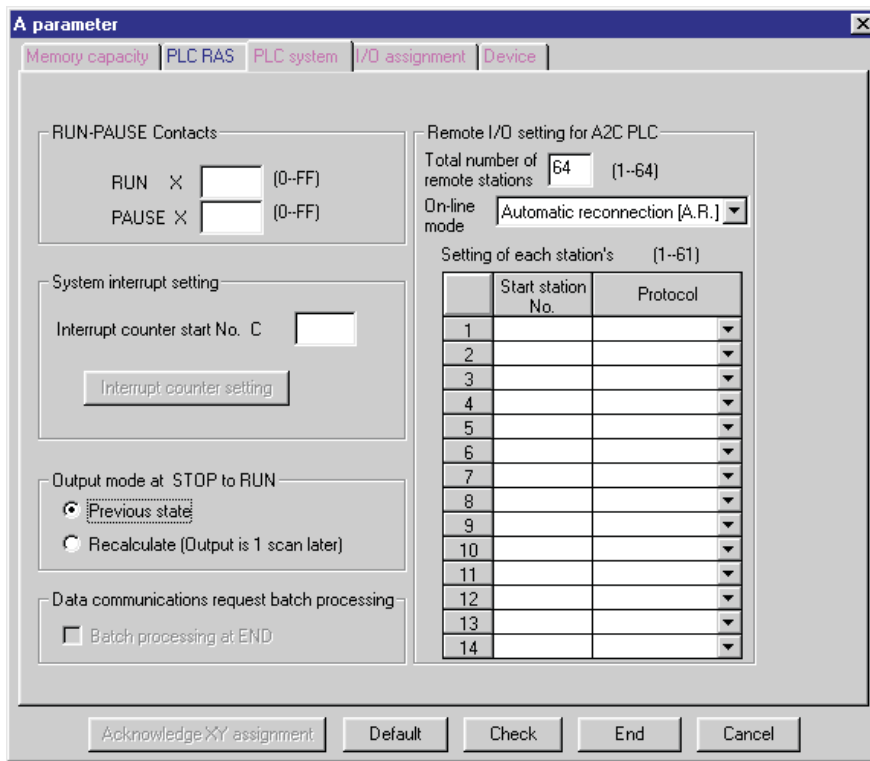 A parameter
Memory capacity PLC RAS PLC system I/O assignment Device
RUN-PAUSE Contacts
RUN X (0--FF)
PAUSE X (0--FF)
System interrupt setting
Interrupt counter start No. C
Interrupt counter setting
Output mode at STOP to RUN
Previous state
Recalculate (Output is 1 scan later)
Data communications request batch processing
Batch processing at END
Remote I/O setting for A2C PLC
Total number of
remote stations 64 (1--64)
On-line
mode Automatic reconnection [A.R.]
Setting of each station's (1--61)
Start station
No. Protocol
1
2
3
4
5
6
7
8
9
10
11
12
13
14
Acknowledge XY assignment Default Check End Cancel